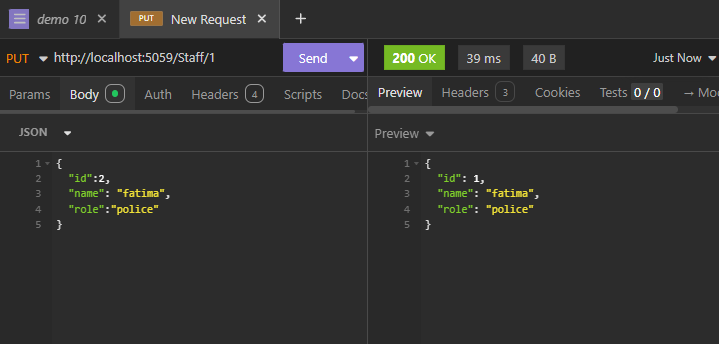 demo 10 ×
PUT New Request × +
PUT http://localhost:5059/Staff/1 Send
200 OK 39 ms 40 B Just Now
Params Body Auth Headers 4 Scripts Docs
Preview Headers 3 Cookies Tests 0 / 0 → Moc
JSON
Preview
1 {
2 "id":2,
3 "name": "fatima",
4 "role":"police"
5 }
1 {
2 "id": 1,
3 "name": "fatima",
4 "role": "police"
5 }